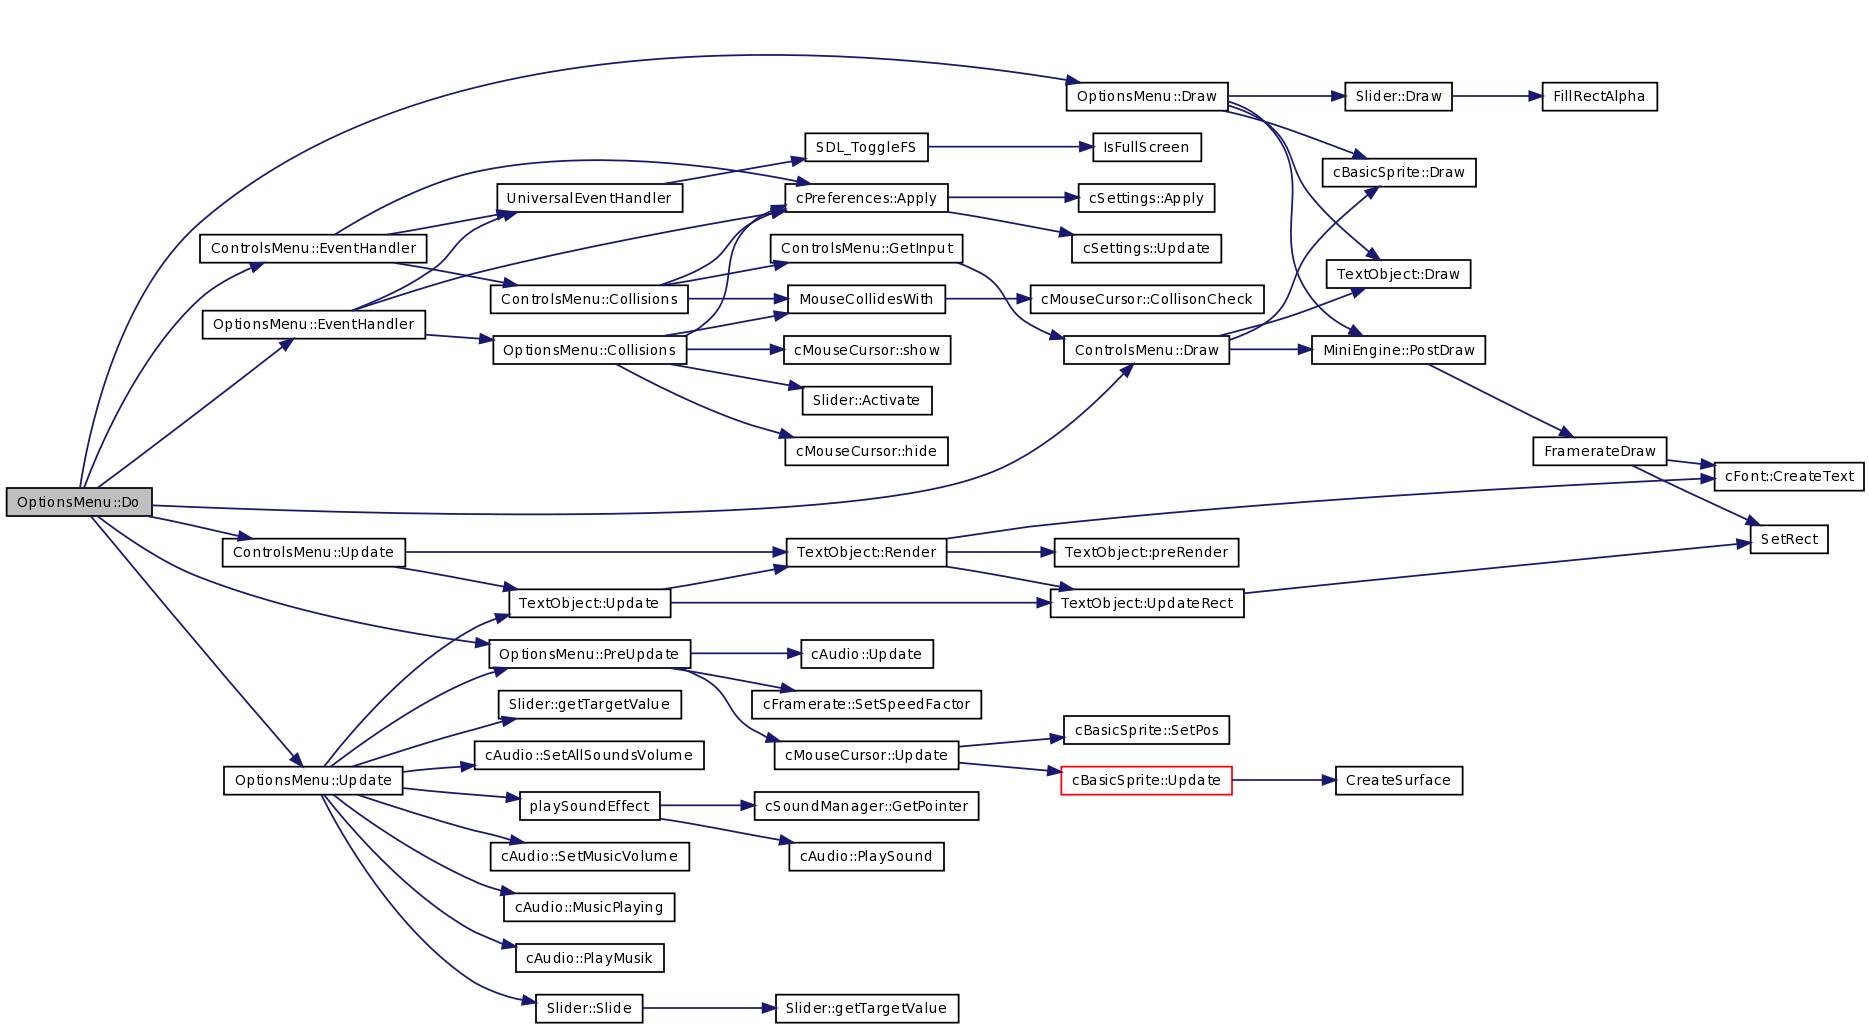 OptionsMenu::Draw
Slider::Draw
FillRectAlpha
SDL_ToggleFS
IsFullScreen
cBasicSprite::Draw
UniversalEventHandler
cPreferences::Apply
cSettings::Apply
ControlsMenu::EventHandler
ControlsMenu::GetInput
cSettings::Update
TextObject::Draw
ControlsMenu::Collisions
MouseCollidesWith
cMouseCursor::CollisonCheck
OptionsMenu::EventHandler
OptionsMenu::Collisions
cMouseCursor::show
ControlsMenu::Draw
MiniEngine::PostDraw
Slider::Activate
cMouseCursor::hide
FramerateDraw
cFont::CreateText
OptionsMenu::Do
SetRect
ControlsMenu::Update
TextObject::Render
TextObject::preRender
TextObject::Update
TextObject::UpdateRect
OptionsMenu::PreUpdate
cAudio::Update
Slider::getTargetValue
cFramerate::SetSpeedFactor
cBasicSprite::SetPos
cAudio::SetAllSoundsVolume
cMouseCursor::Update
OptionsMenu::Update
cBasicSprite::Update
CreateSurface
playSoundEffect
cSoundManager::GetPointer
cAudio::SetMusicVolume
cAudio::PlaySound
cAudio::MusicPlaying
cAudio::PlayMusik
Slider::Slide
Slider::getTargetValue